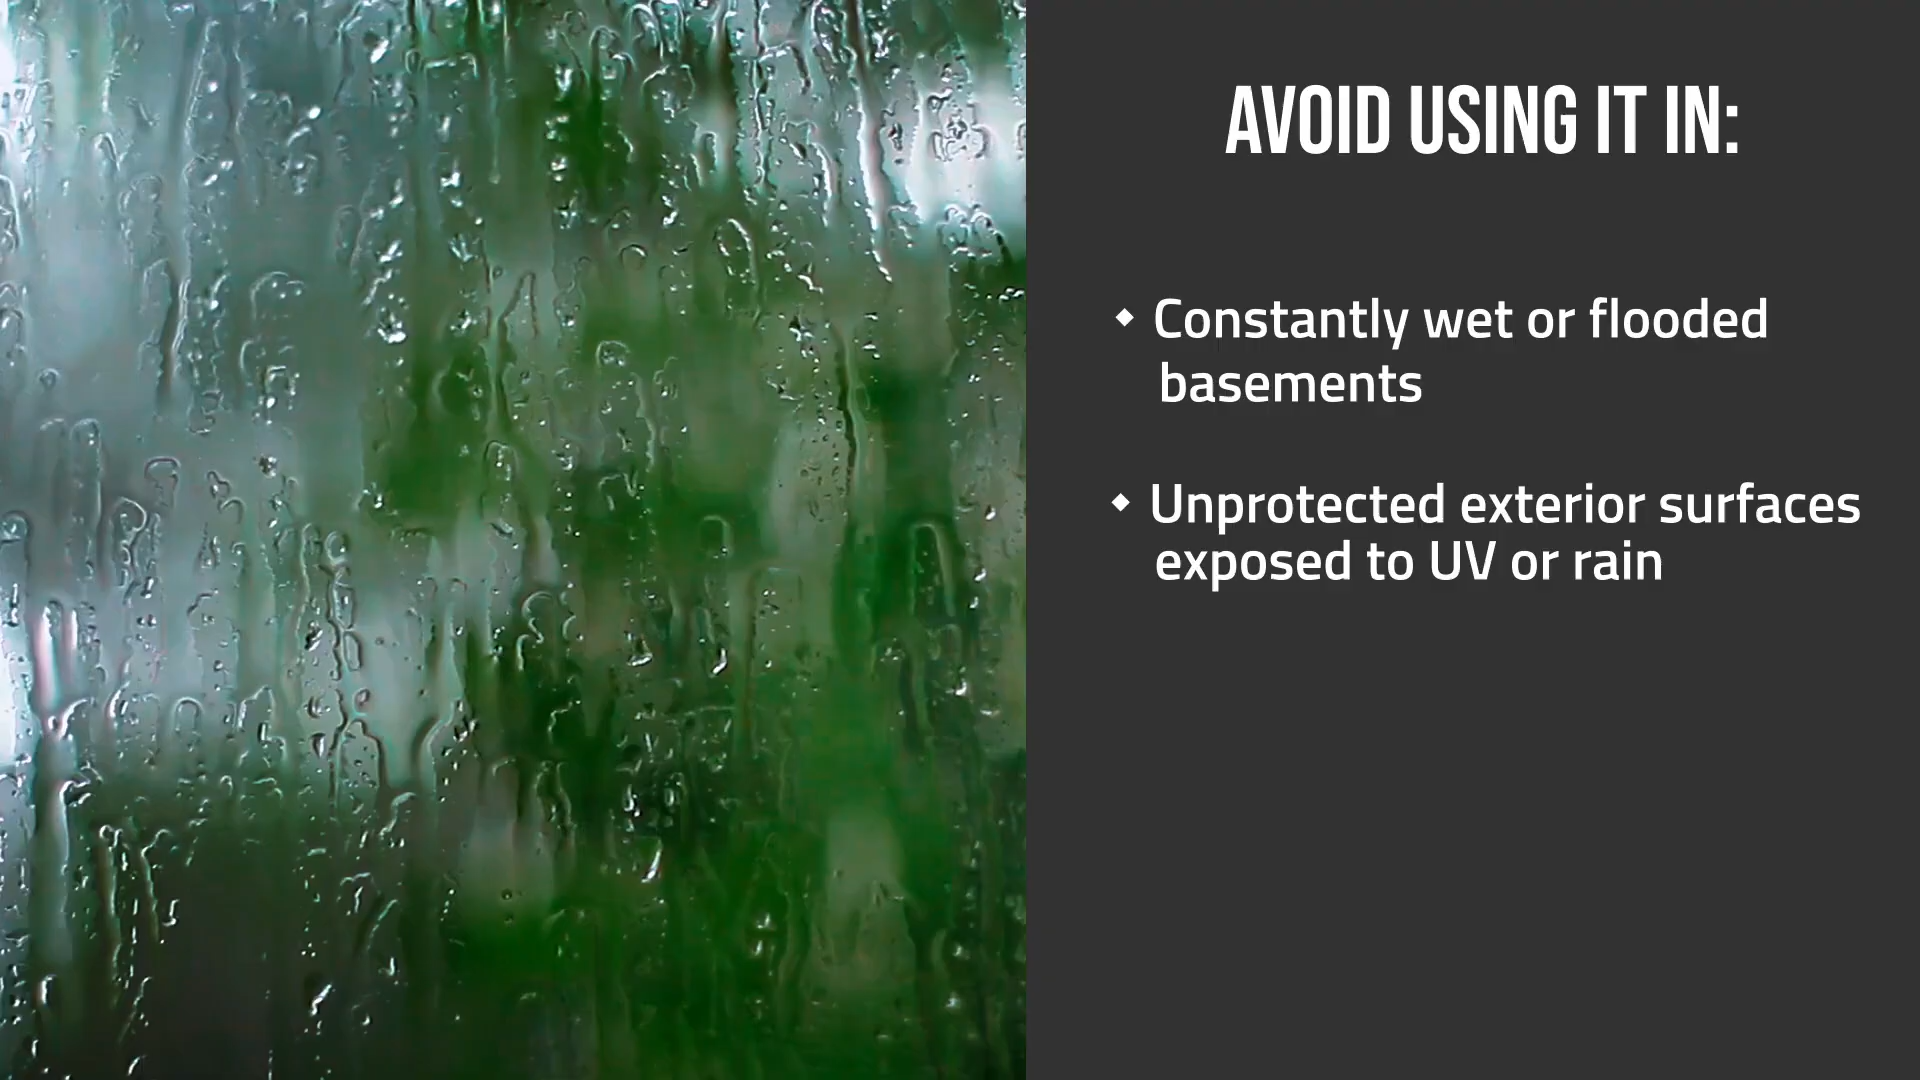 AVOID USING IT IN:
◆ Constantly wet or flooded
basements
◆ Unprotected exterior surfaces
exposed to UV or rain